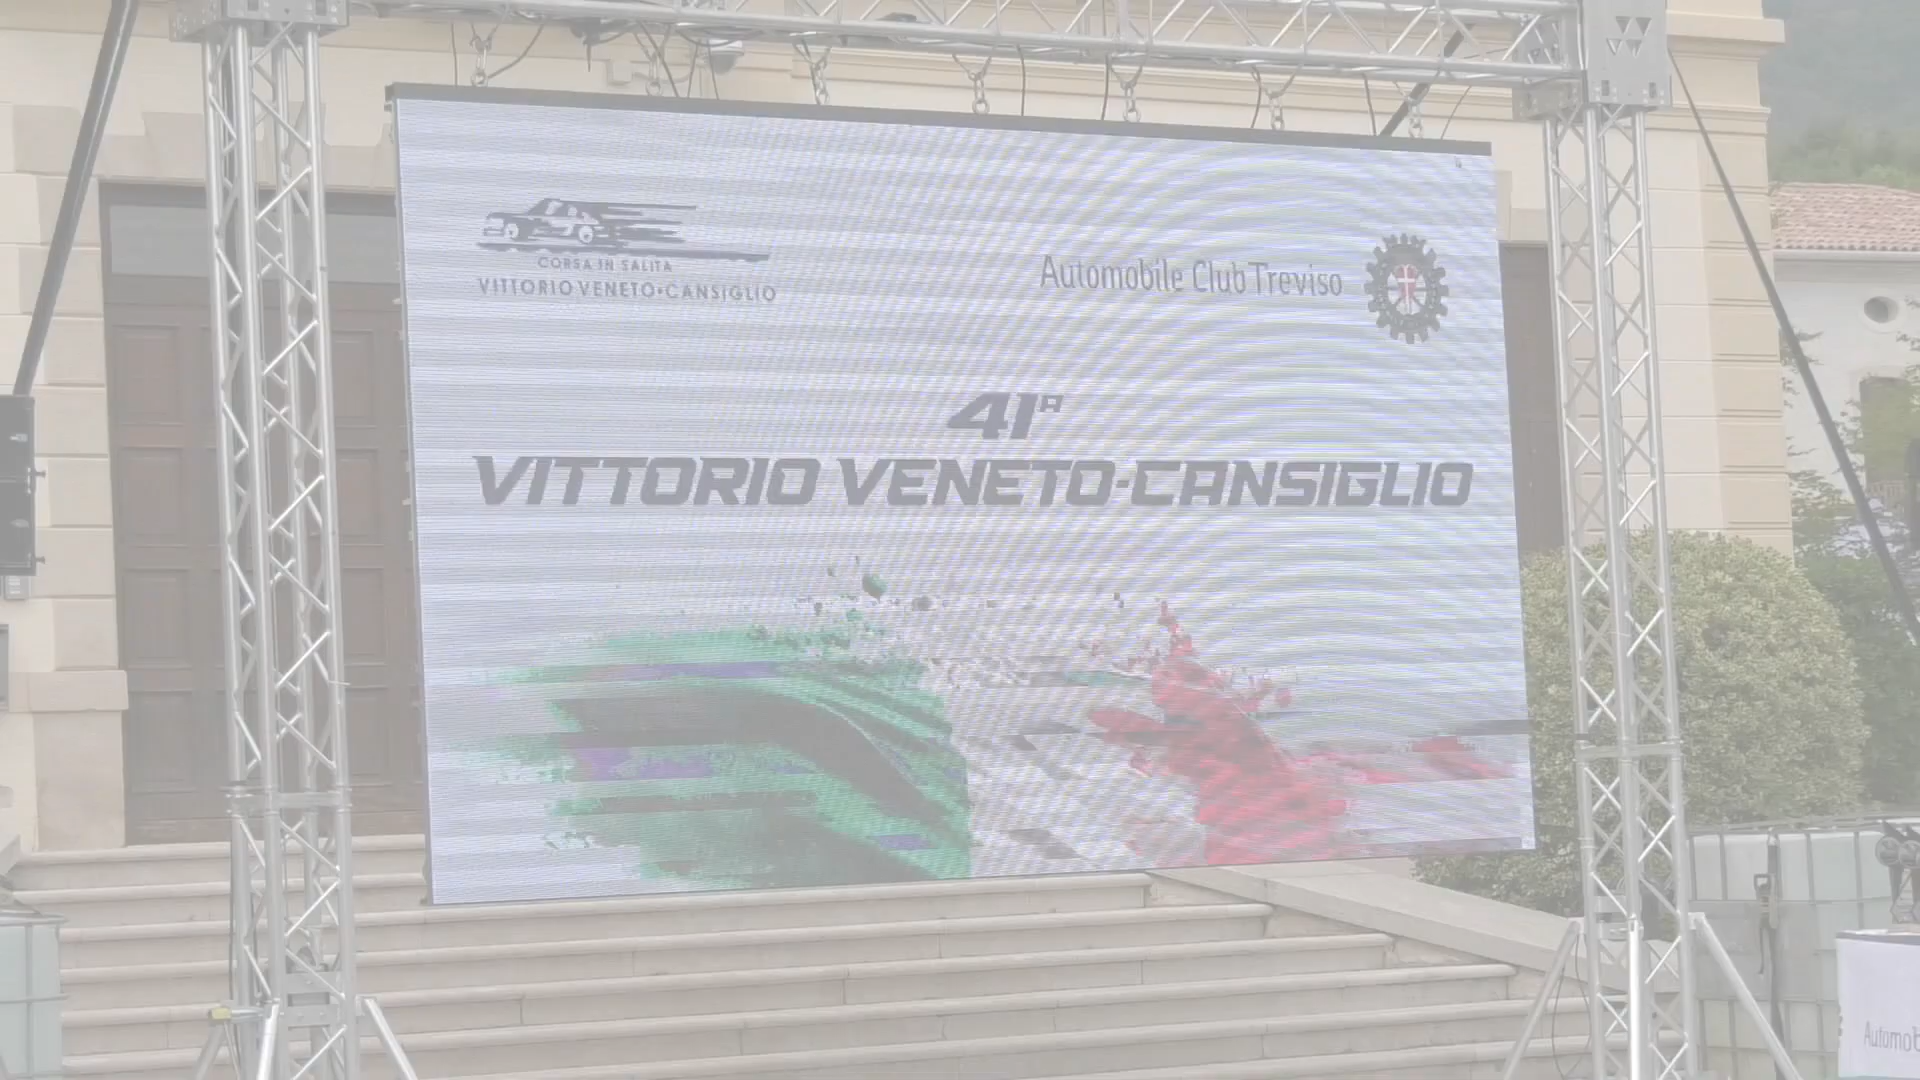 CORSA IN SALITA
VITTORIO VENETO•CANSIGLIO
Automobile Club Treviso
41ª
VITTORIO VENETO-CANSIGLIO